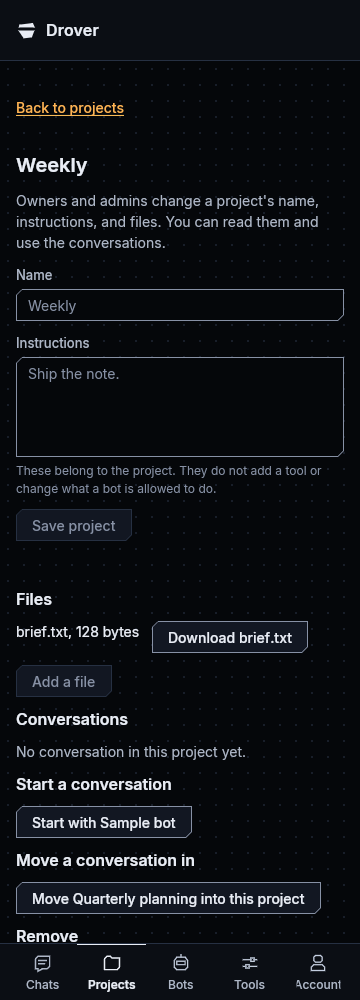 Drover
Back to projects
Weekly
Owners and admins change a project's name,
instructions, and files. You can read them and
use the conversations.
Name
Weekly
Instructions
Ship the note.
These belong to the project. They do not add a tool or
change what a bot is allowed to do.
Save project
Files
brief.txt, 128 bytes
Download brief.txt
Add a file
Conversations
No conversation in this project yet.
Start a conversation
Start with Sample bot
Move a conversation in
Move Quarterly planning into this project
Remove
Chats
Projects
Bots
Tools
Account